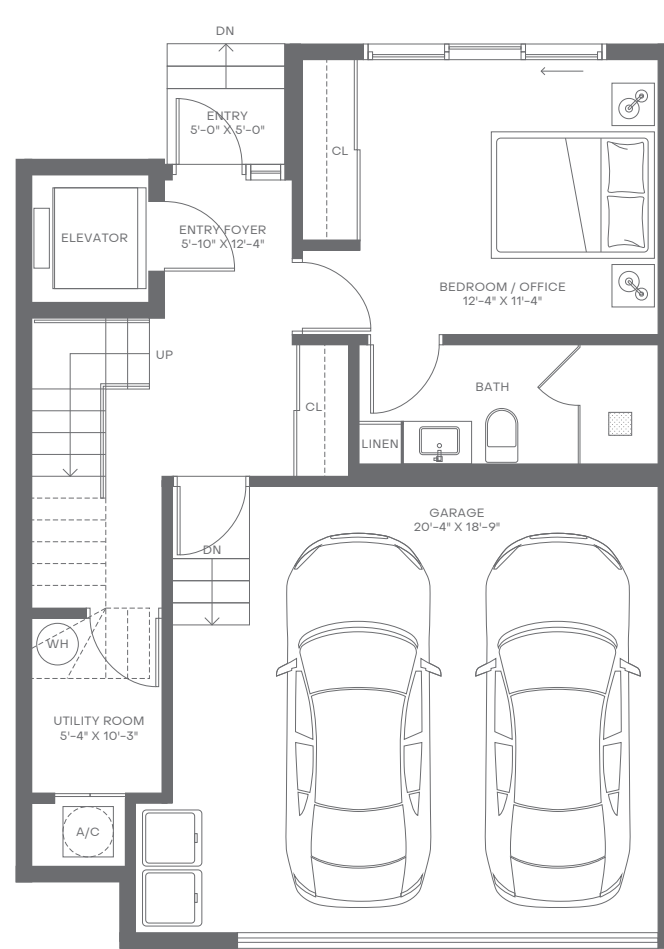 DN
ENTRY
5'-0" X 5'-0"
CL
ELEVATOR
ENTRY FOYER
5'-10" X 12'-4"
BEDROOM / OFFICE
12'-4" X 11'-4"
UP
BATH
CL
LINEN
GARAGE
20'-4" X 18'-9"
DN
WH
UTILITY ROOM
5'-4" X 10'-3"
A/C